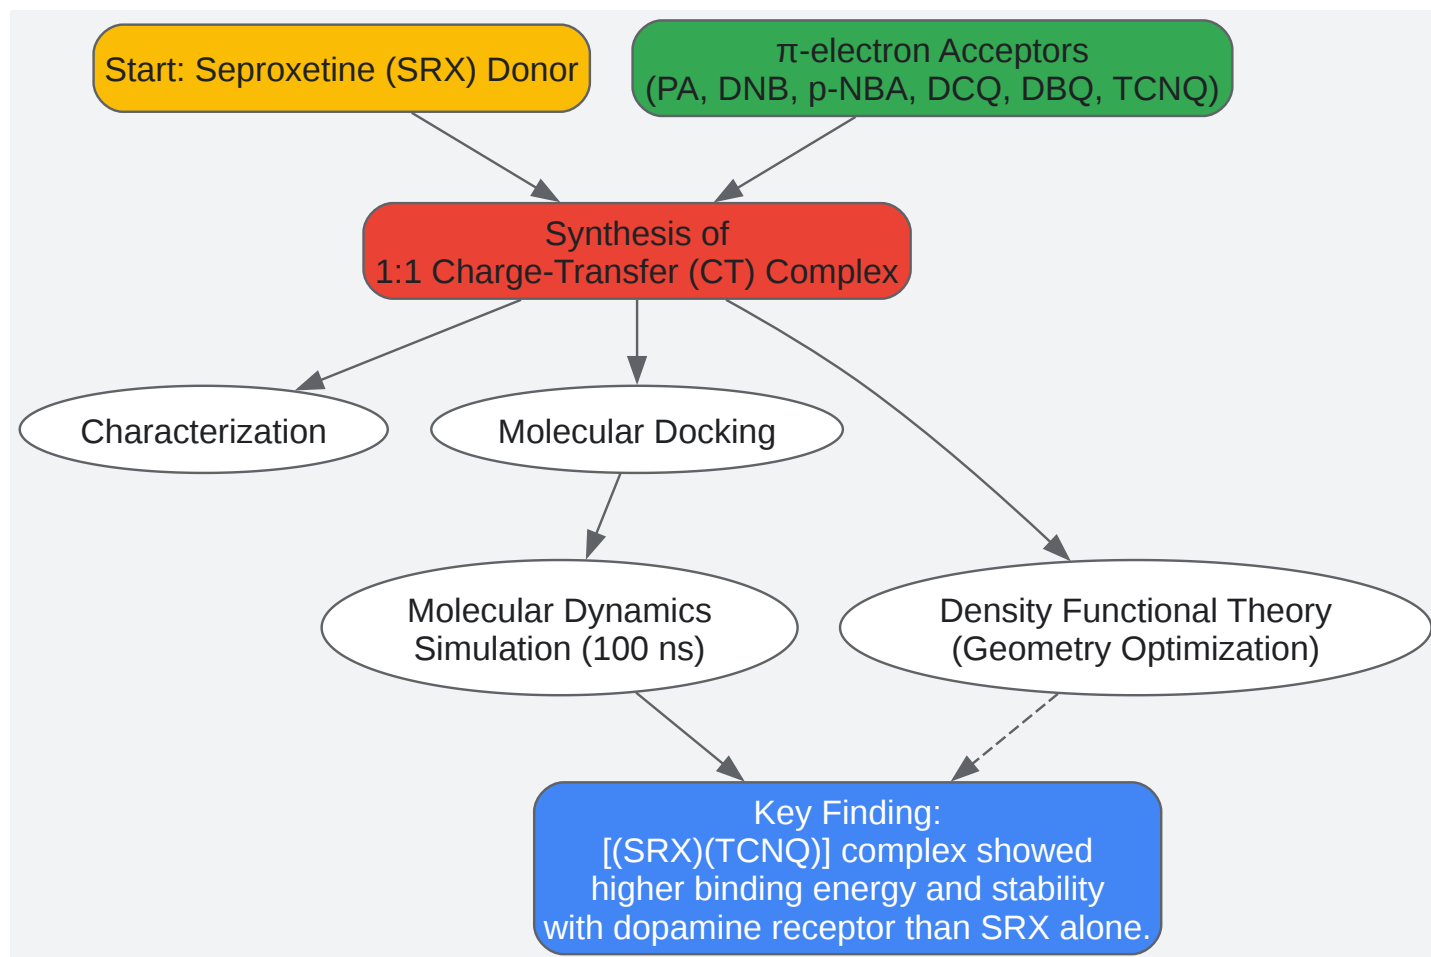 Start: Seproxetine (SRX) Donor
π-electron Acceptors
(PA, DNB, p-NBA, DCQ, DBQ, TCNQ)
Synthesis of
1:1 Charge-Transfer (CT) Complex
Characterization
Molecular Docking
Molecular Dynamics
Simulation (100 ns)
Density Functional Theory
(Geometry Optimization)
Key Finding:
[(SRX)(TCNQ)] complex showed
higher binding energy and stability
with dopamine receptor than SRX alone.